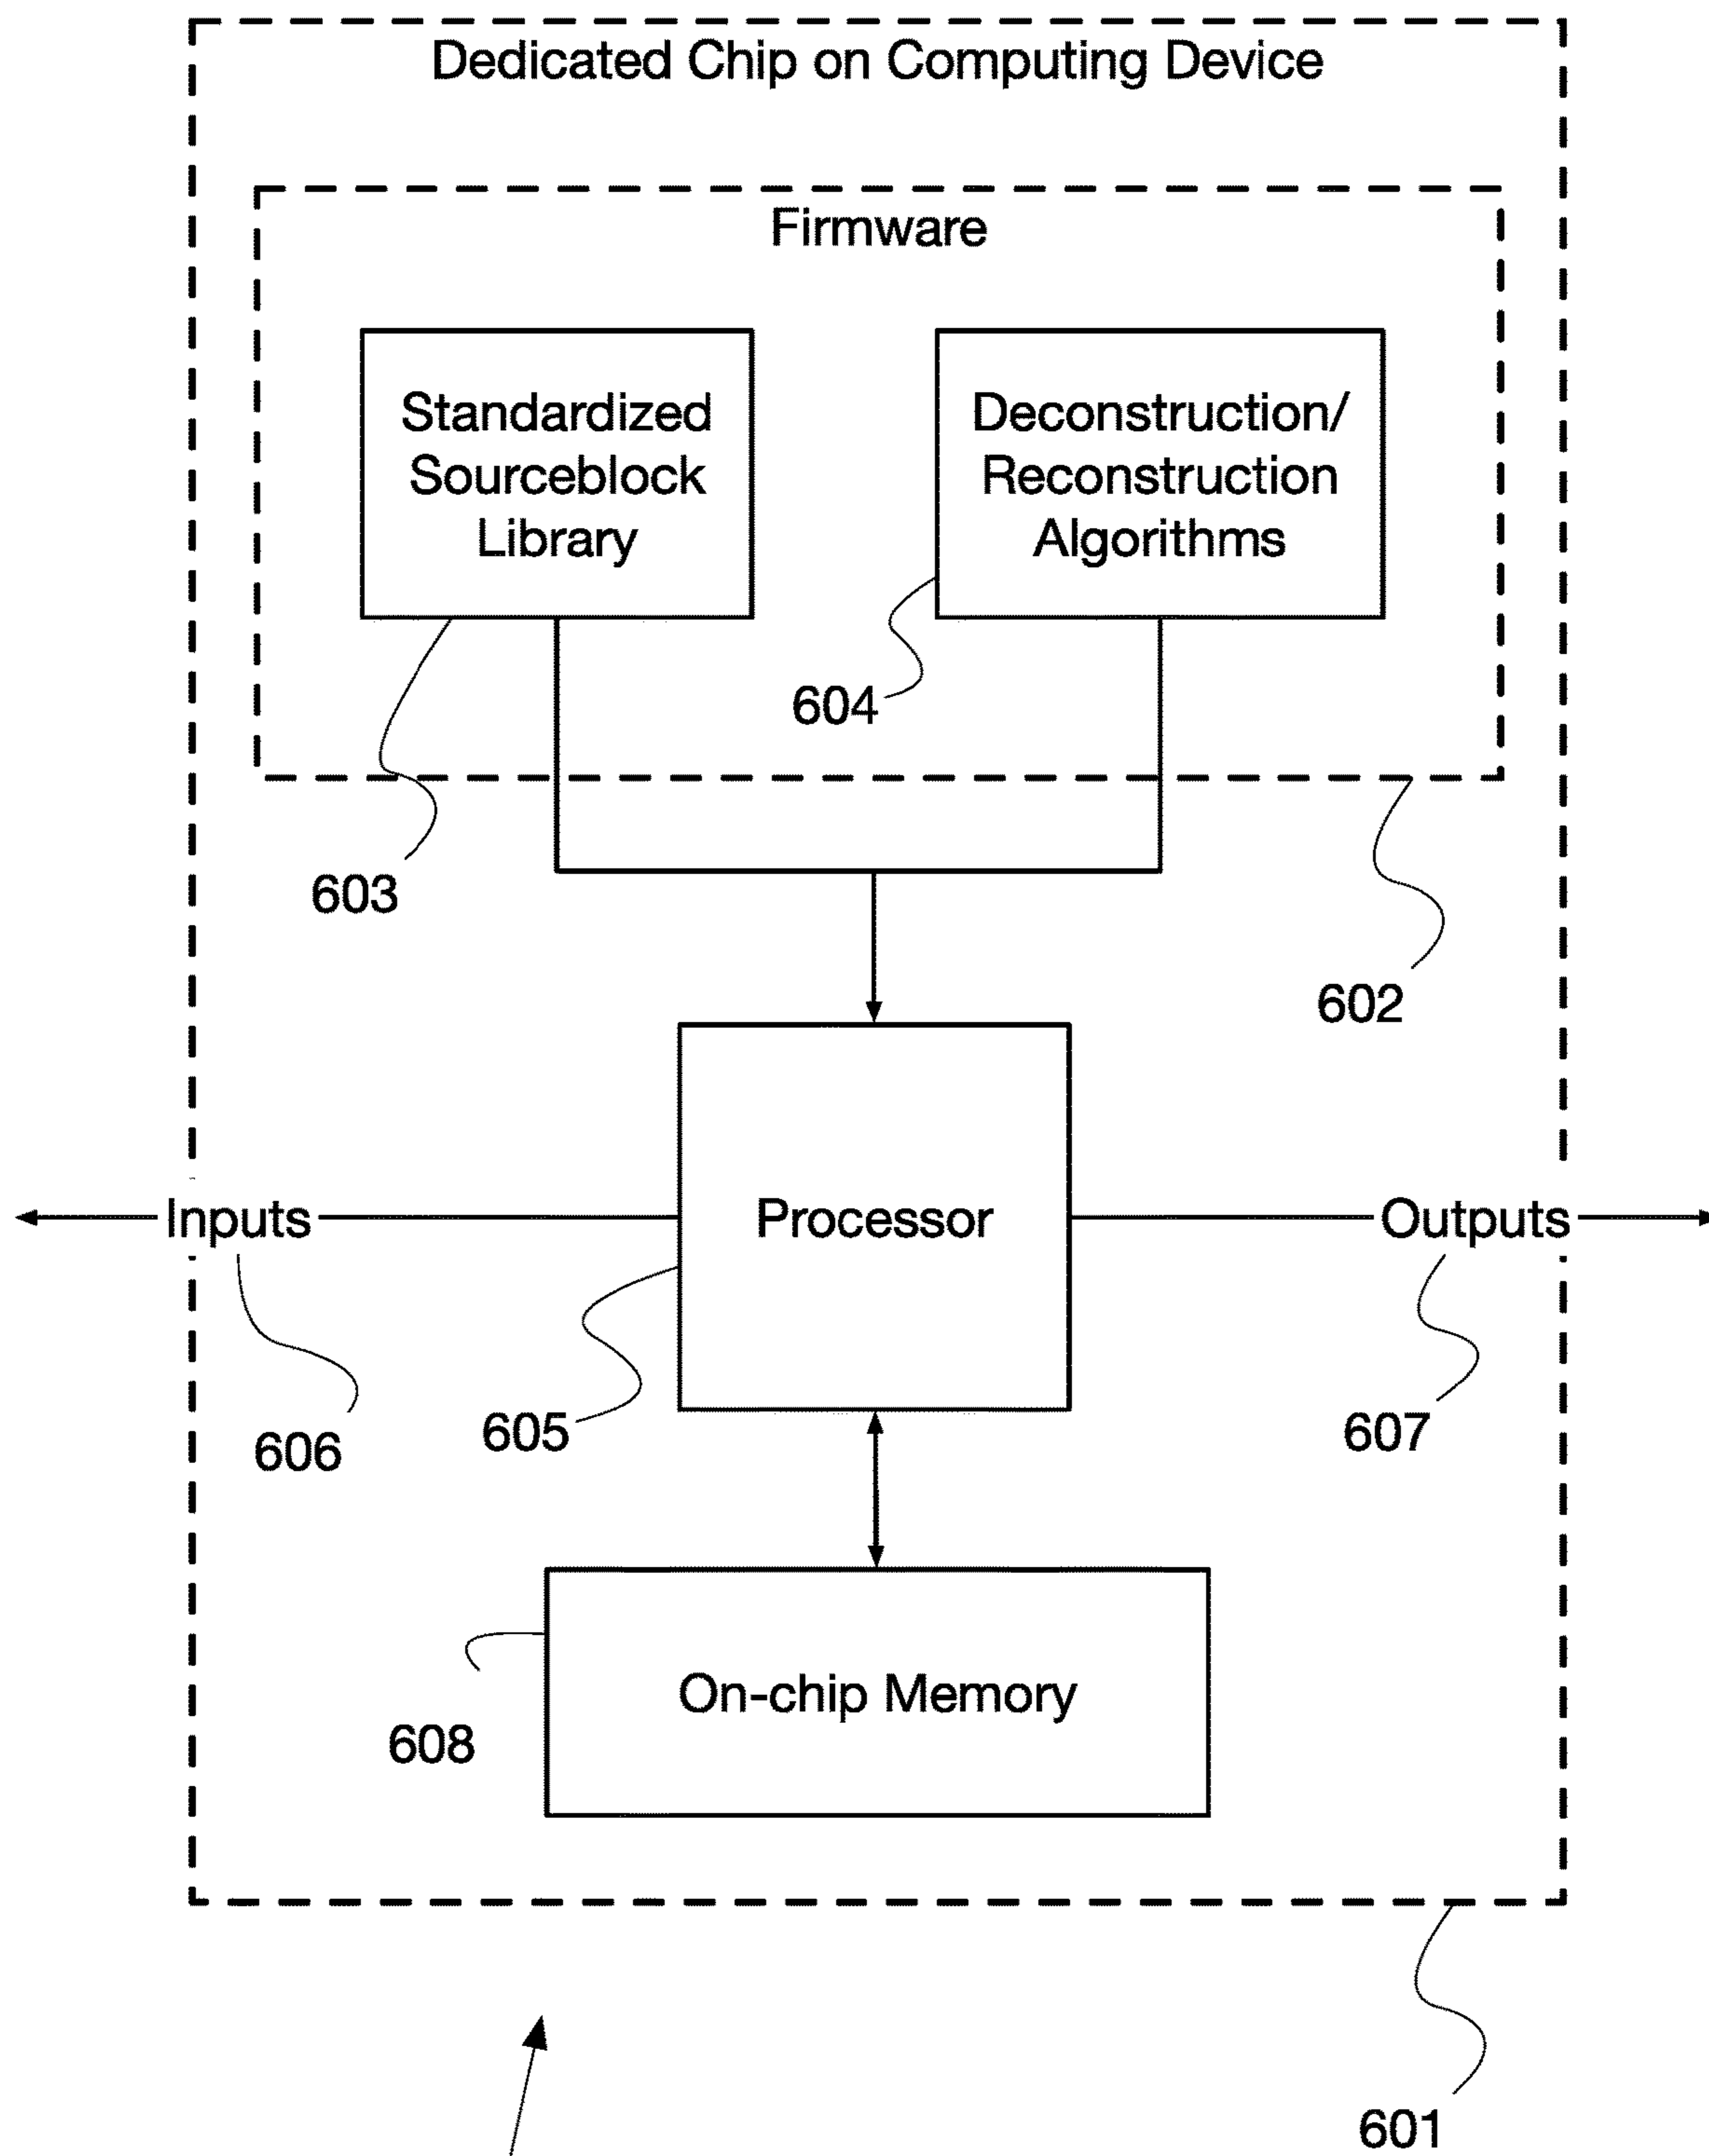 Dedicated Chip on Computing Device
Firmware
Standardized
Sourceblock
Library
Deconstruction/
Reconstruction
Algorithms
604
603
602
Processor
Inputs
Outputs
605
606
607
On-chip Memory
608
601